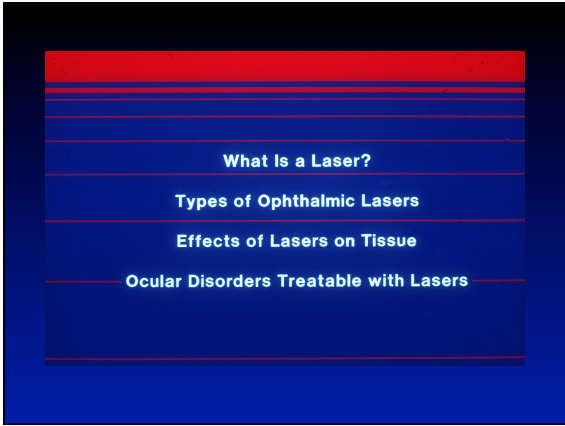 What Is a Laser?
Types of Ophthalmic Lasers
Effects of Lasers on Tissue
Ocular Disorders Treatable with Lasers